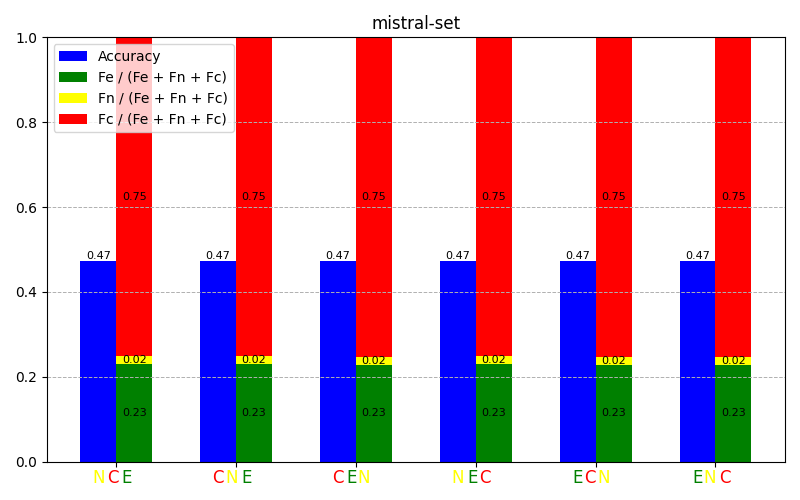 mistral-set
1.0
0.8
0.6
0.4
0.2
0.0
Accuracy
Fe / (Fe + Fn + Fc)
Fn / (Fe + Fn + Fc)
Fc / (Fe + Fn + Fc)
0.75 0.75 0.75 0.75 0.75 0.75
0.47 0.47 0.47 0.47 0.47 0.47
0.02 0.02 0.02 0.02 0.02 0.02
0.23 0.23 0.23 0.23 0.23 0.23
N C E C N E C E N N E C E C N E N C